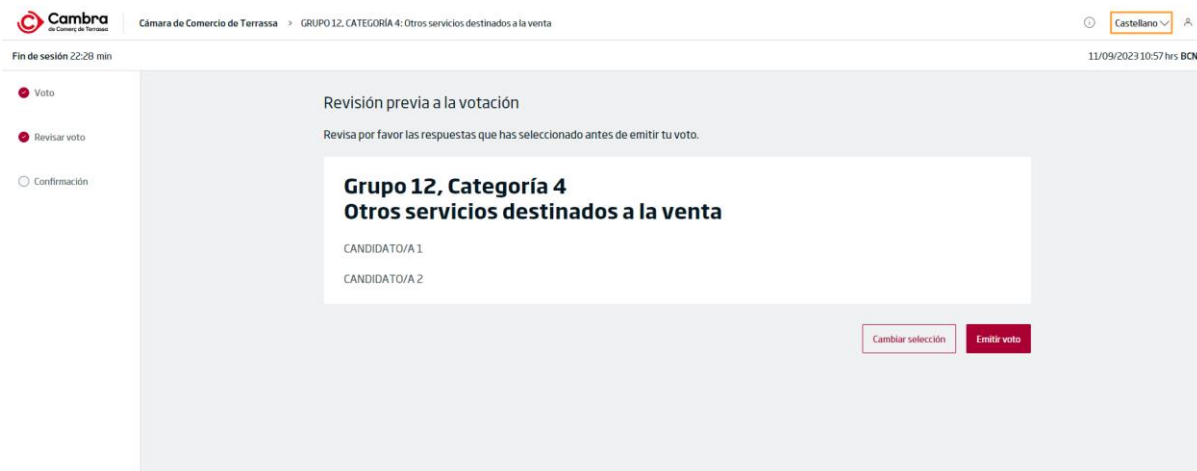 Cambra
de Comerç de Terrassa
Cámara de Comercio de Terrassa > GRUPO 12, CATEGORÍA 4: Otros servicios destinados a la venta
Castellano
Fin de sesión 22:28 min
11/09/2023 10:57 hrs BCN
Voto
Revisar voto
Confirmación
Revisión previa a la votación
Revisa por favor las respuestas que has seleccionado antes de emitir tu voto.
Grupo 12, Categoría 4
Otros servicios destinados a la venta
CANDIDATO/A 1
CANDIDATO/A 2
Cambiar selección
Emitir voto